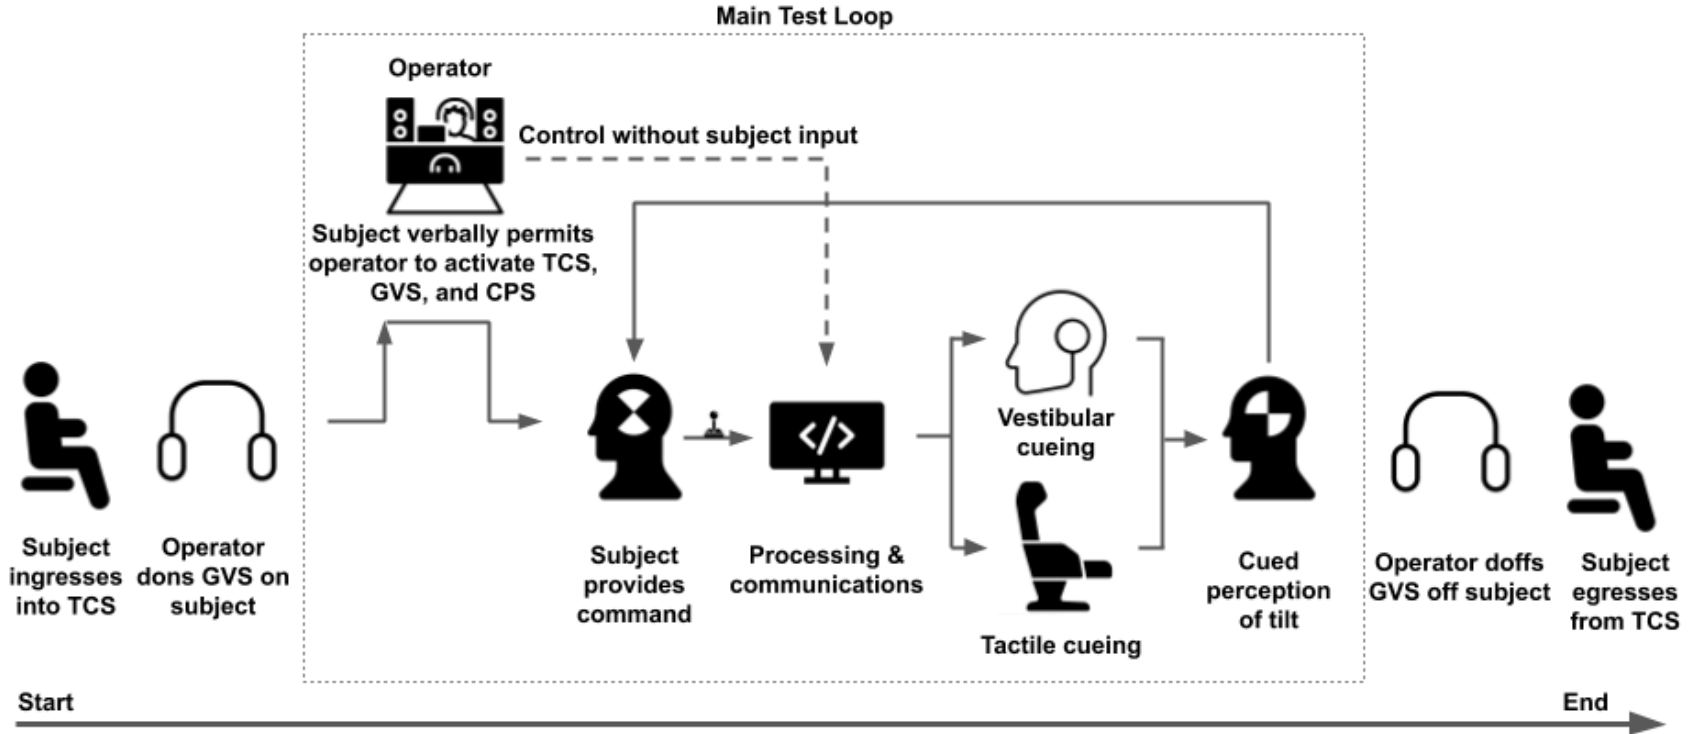 Main Test Loop
Operator
Control without subject input
Subject verbally permits
operator to activate TCS,
GVS, and CPS
Subject
ingresses
into TCS
Operator
dons GVS on
subject
Subject
provides
command
</>
Processing &
communications
Vestibular
cueing
Tactile cueing
Cued
perception
of tilt
Operator doffs
GVS off subject
Subject
egresses
from TCS
Start
End